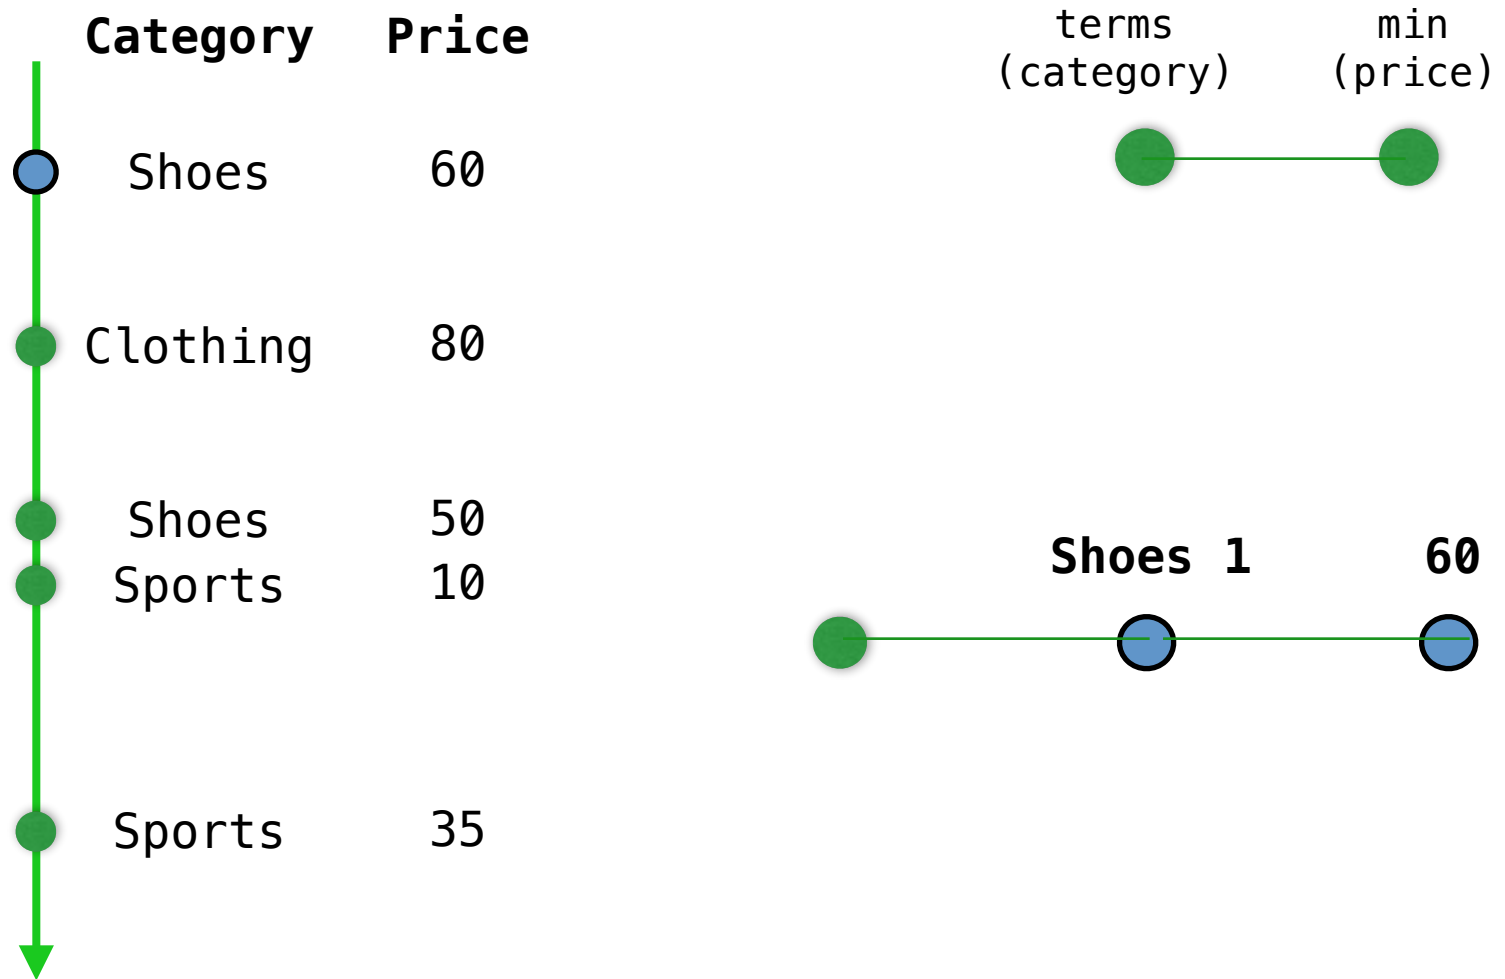 Category Price
Shoes 60
Clothing 80
Shoes 50
Sports 10
Sports 35
terms
(category)
min
(price)
Shoes 1 60